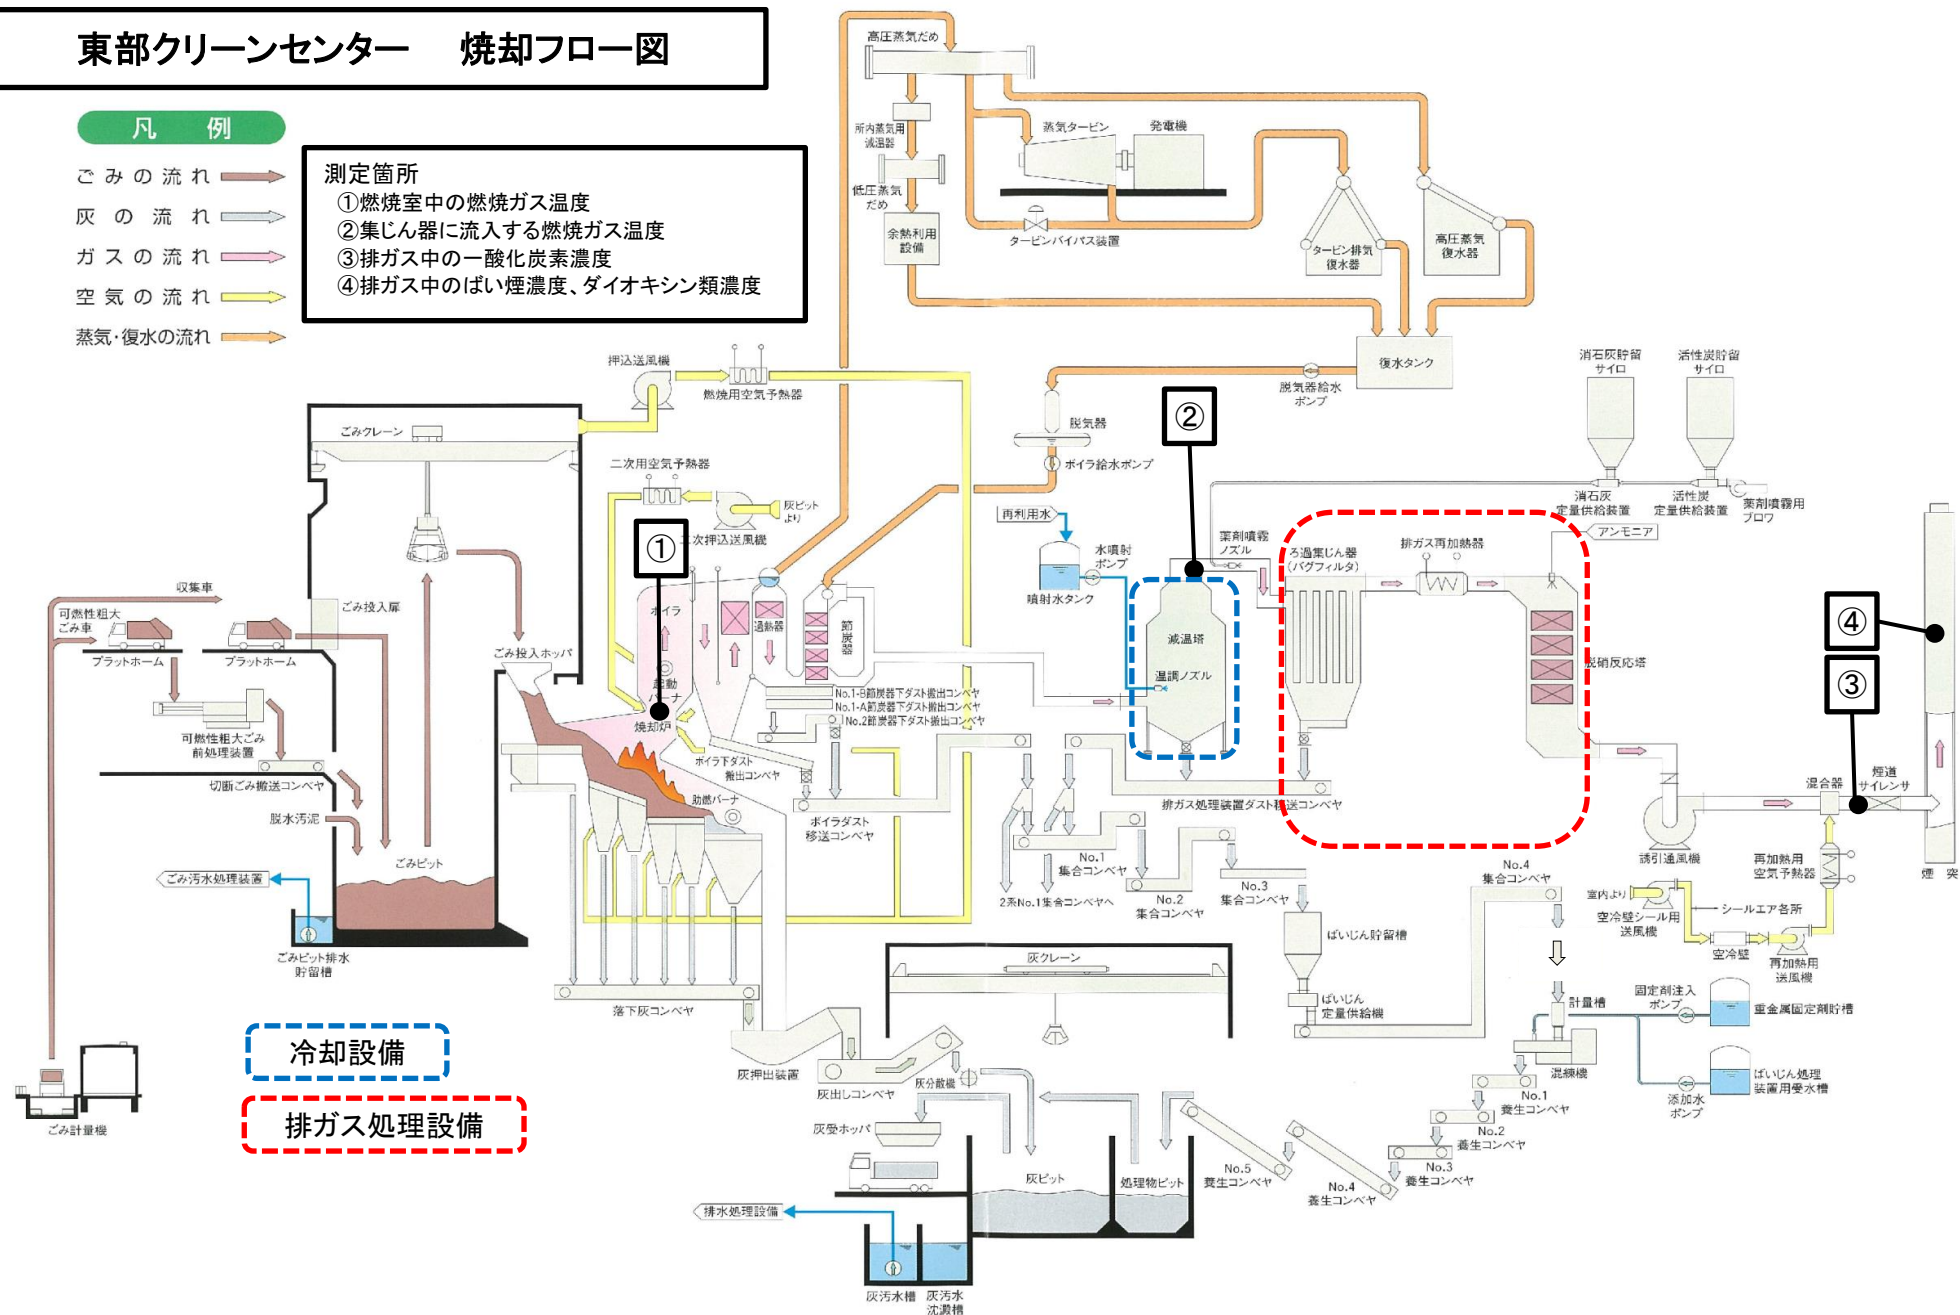 東部クリーンセンター 焼却フロー図
凡 例
ごみの流れ
灰の流れ
ガスの流れ
空気の流れ
蒸気・復水の流れ
測定箇所
①燃焼室中の燃焼ガス温度
②集じん器に流入する燃焼ガス温度
③排ガス中の一酸化炭素濃度
④排ガス中のばい煙濃度、ダイオキシン類濃度
高圧蒸気だめ
所内蒸気用
減温器
低圧蒸気
だめ
余熱利用
設備
蒸気タービン
発電機
タービンバイパス装置
タービン排気
復水器
高圧蒸気
復水器
復水タンク
脱気器給水
ポンプ
脱気器
ボイラ給水ポンプ
押込送風機
燃焼用空気予熱器
二次用空気予熱器
灰ピット
より
二次押込送風機
①
②
③
④
消石灰貯留
サイロ
活性炭貯留
サイロ
消石灰
定量供給装置
活性炭
定量供給装置
薬剤噴霧用
ブロワ
アンモニア
再利用水
水噴射
ポンプ
噴射水タンク
薬剤噴霧
ノズル
ろ過集じん器
(バグフィルタ)
排ガス再加熱器
脱硝反応塔
減温塔
温調ノズル
ごみクレーン
ごみ投入扉
収集車
可燃性粗大
ごみ車
プラットホーム
プラットホーム
ごみ投入ホッパ
可燃性粗大ごみ
前処理装置
切断ごみ搬送コンベヤ
脱水汚泥
ごみピット
ごみ汚水処理装置
ごみピット排水
貯留槽
ごみ計量機
ボイラ
過熱器
節炭器
起動
バーナ
焼却炉
助燃バーナ
No.1-B節炭器下ダスト搬出コンベヤ
No.1-A節炭器下ダスト搬出コンベヤ
No.2節炭器下ダスト搬出コンベヤ
ボイラ下ダスト
搬出コンベヤ
ボイラダスト
移送コンベヤ
排ガス処理装置ダスト移送コンベヤ
No.1
集合コンベヤ
2系No.1集合コンベヤへ
No.2
集合コンベヤ
No.3
集合コンベヤ
No.4
集合コンベヤ
誘引通風機
混合器
煙道
サイレンサ
煙突
再加熱用
空気予熱器
室内より
空冷壁シール用
送風機
シールエア各所
空冷壁
再加熱用
送風機
ばいじん貯留槽
ばいじん
定量供給機
計量槽
固定剤注入
ポンプ
重金属固定剤貯槽
混練機
添加水
ポンプ
ばいじん処理
装置用受水槽
No.1
養生コンベヤ
No.2
養生コンベヤ
No.3
養生コンベヤ
No.4
養生コンベヤ
No.5
養生コンベヤ
落下灰コンベヤ
灰押出装置
灰出しコンベヤ
灰分散機
灰クレーン
灰受ホッパ
灰ピット
処理物ピット
排水処理設備
灰汚水槽
灰汚水
沈澱槽
冷却設備
排ガス処理設備